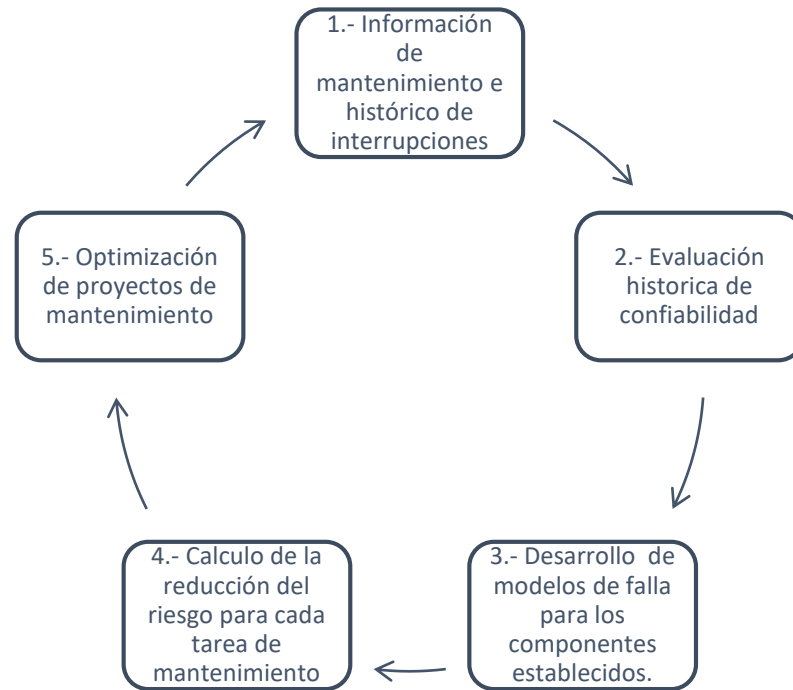 1.- Información
de
mantenimiento e
histórico de
interrupciones
2.- Evaluación
historica de
confiabilidad
3.- Desarrollo de
modelos de falla
para los
componentes
establecidos.
4.- Calculo de la
reducción del
riesgo para cada
tarea de
mantenimiento
5.- Optimización
de proyectos de
mantenimiento